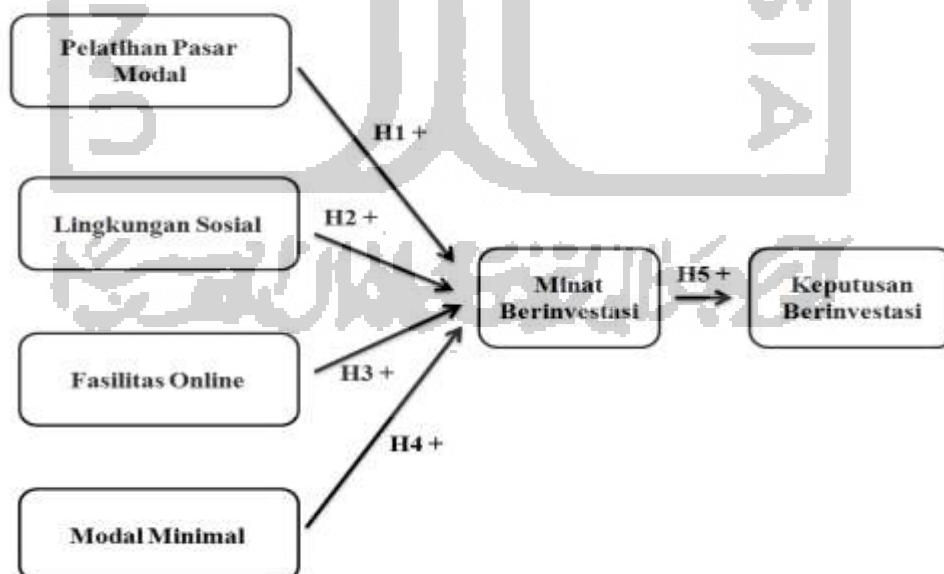 Pelatihan Pasar
Modal
H1 +
Lingkungan Sosial
H2 +
Minat
Berinvestasi
H5 +
Keputusan
Berinvestasi
Fasilitas Online
H3 +
H4 +
Modal Minimal